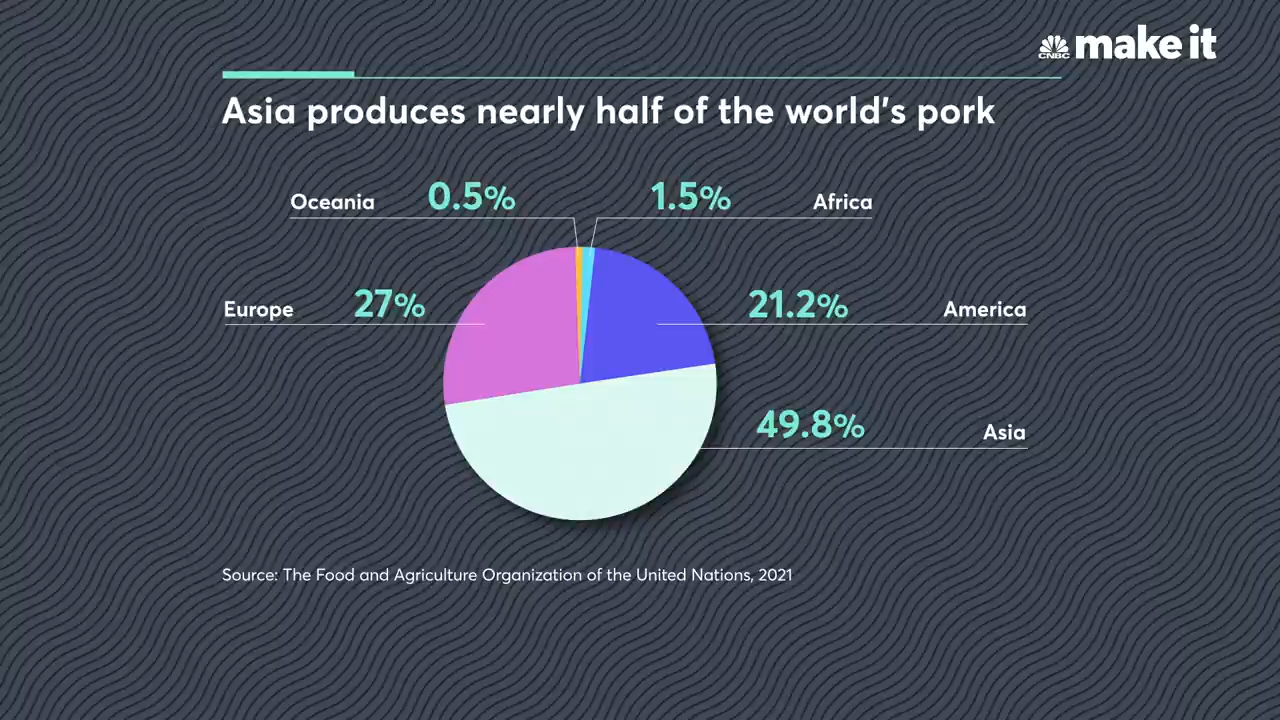 CNBC make it
Asia produces nearly half of the world's pork
Oceania 0.5% 1.5% Africa
Europe 27% 21.2% America
49.8% Asia
Source: The Food and Agriculture Organization of the United Nations, 2021